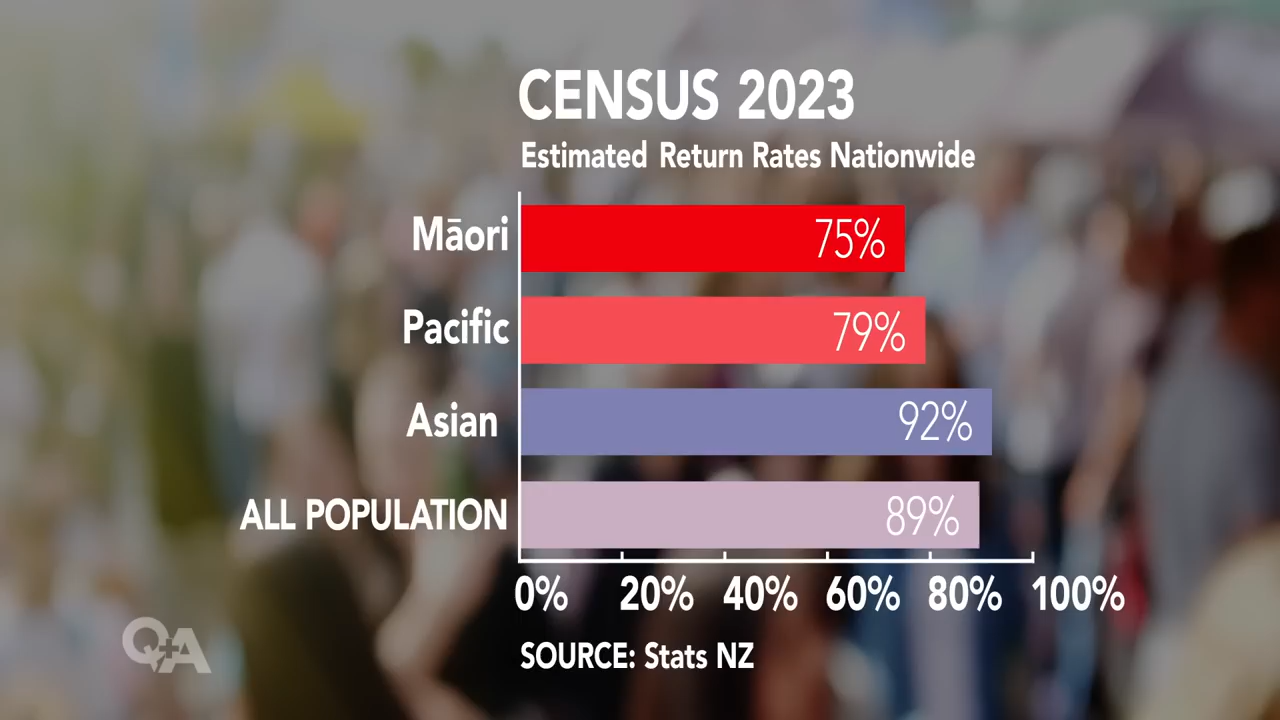 CENSUS 2023
Estimated Return Rates Nationwide
Māori 75%
Pacific 79%
Asian 92%
ALL POPULATION 89%
0% 20% 40% 60% 80% 100%
SOURCE: Stats NZ
Q+A